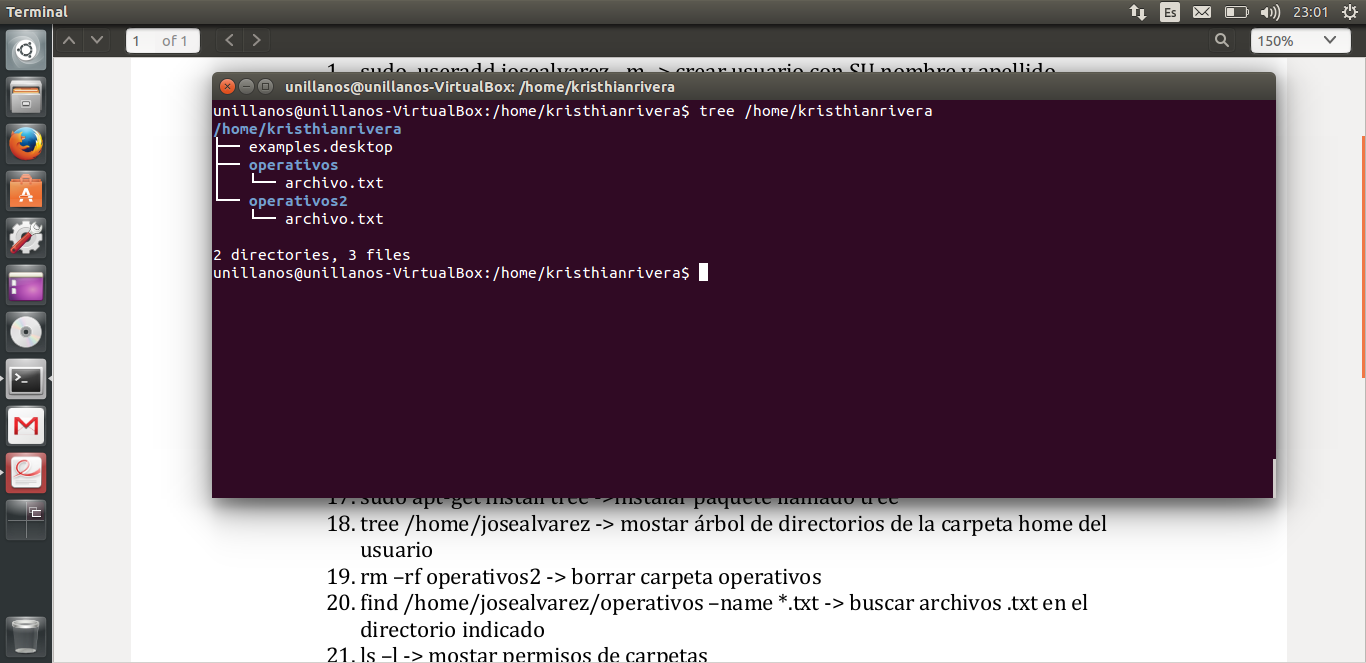 Terminal
Es
23:01
1 of 1
150%
1. sudo useradd josealvarez –m -> crear usuario con SU nombre y apellido
unillanos@unillanos-VirtualBox: /home/kristhianrivera
unillanos@unillanos-VirtualBox:/home/kristhianrivera$ tree /home/kristhianrivera
/home/kristhianrivera
├── examples.desktop
├── operativos
│   └── archivo.txt
└── operativos2
    └── archivo.txt
2 directories, 3 files
unillanos@unillanos-VirtualBox:/home/kristhianrivera$
17. sudo apt-get install tree ->instalar paquete llamado tree
18. tree /home/josealvarez -> mostar árbol de directorios de la carpeta home del
usuario
19. rm –rf operativos2 -> borrar carpeta operativos
20. find /home/josealvarez/operativos –name *.txt -> buscar archivos .txt en el
directorio indicado
21. ls –l -> mostar permisos de carpetas